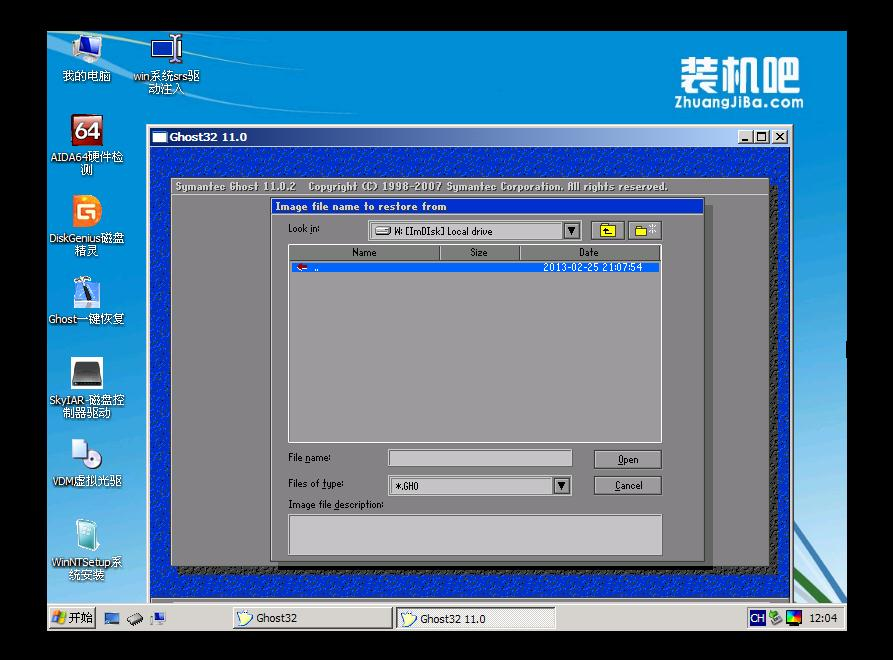 我的电脑
win系统srs驱
动注入
装机吧
ZhuangJiBa.com
64
AIDA64硬件检
测
DiskGenius磁盘
精灵
Ghost一键恢复
SkyIAR-磁盘控
制器驱动
VDM虚拟光驱
WinNTSetup系
统安装
Ghost32 11.0
Symantec Ghost 11.0.2 Copyright (C) 1998-2007 Symantec Corporation. All rights reserved.
Image file name to restore from
Look in:
W: [ImDIsk] Local drive
Name Size Date
.. 2013-02-25 21:07:54
File name:
Open
Files of type:
*.GHO
Cancel
Image file description:
开始
Ghost32
Ghost32 11.0
CH
12:04